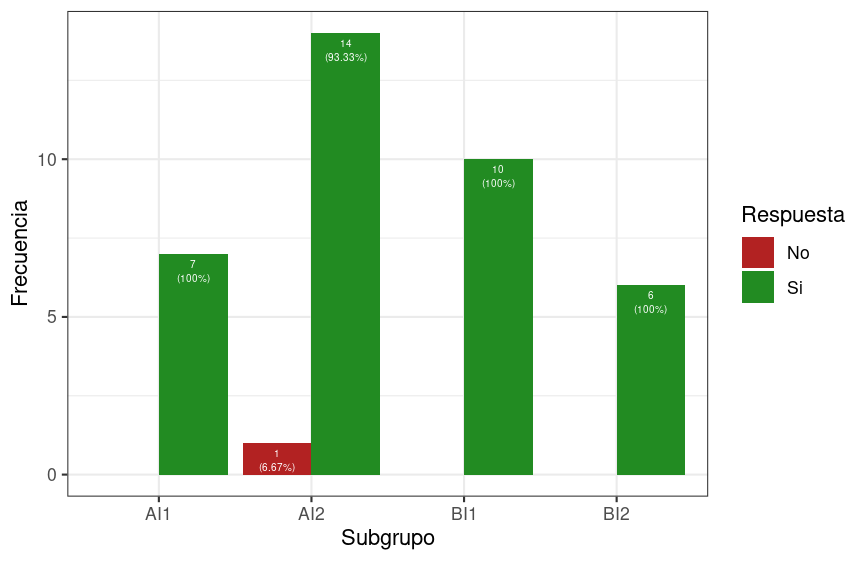 14
(93.33%)
10
(100%)
7
(100%)
6
(100%)
1
(6.67%)
10
5
0
Frecuencia
AI1
AI2
BI1
BI2
Subgrupo
Respuesta
No
Si